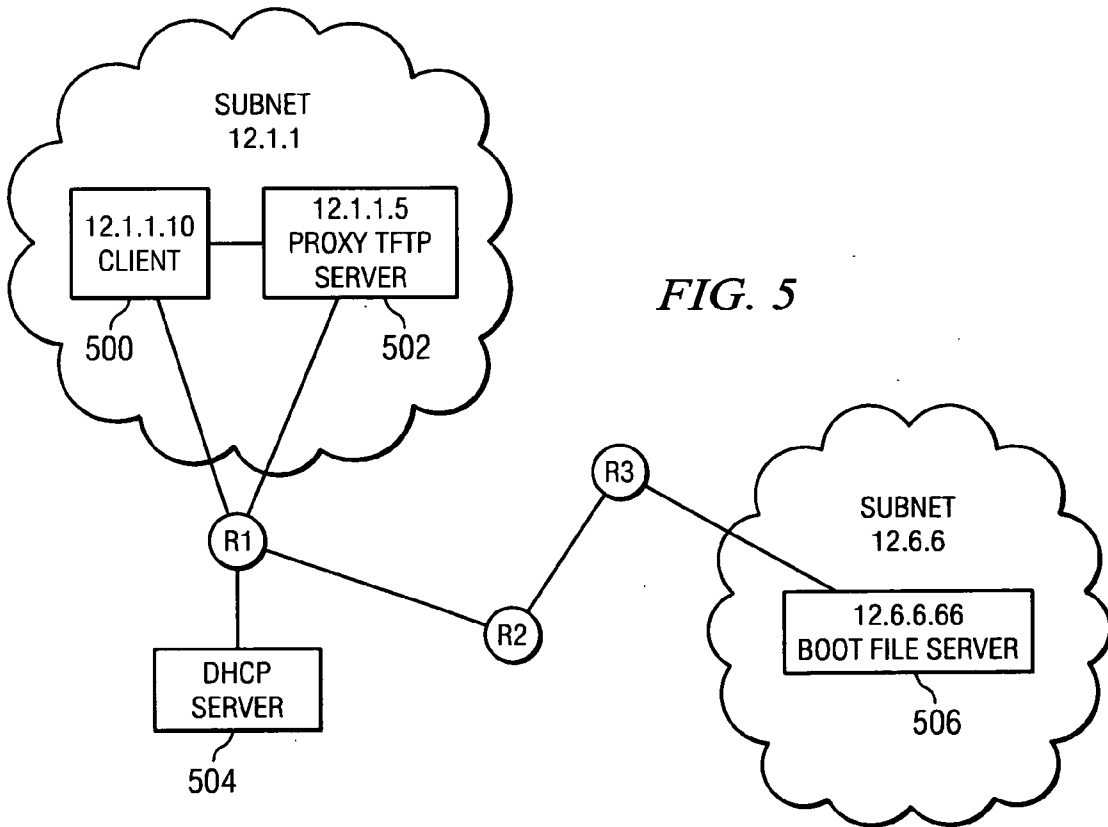 SUBNET
12.1.1
12.1.1.10
CLIENT
12.1.1.5
PROXY TFTP
SERVER
500
502
FIG. 5
R1
R2
R3
DHCP
SERVER
504
SUBNET
12.6.6
12.6.6.66
BOOT FILE SERVER
506